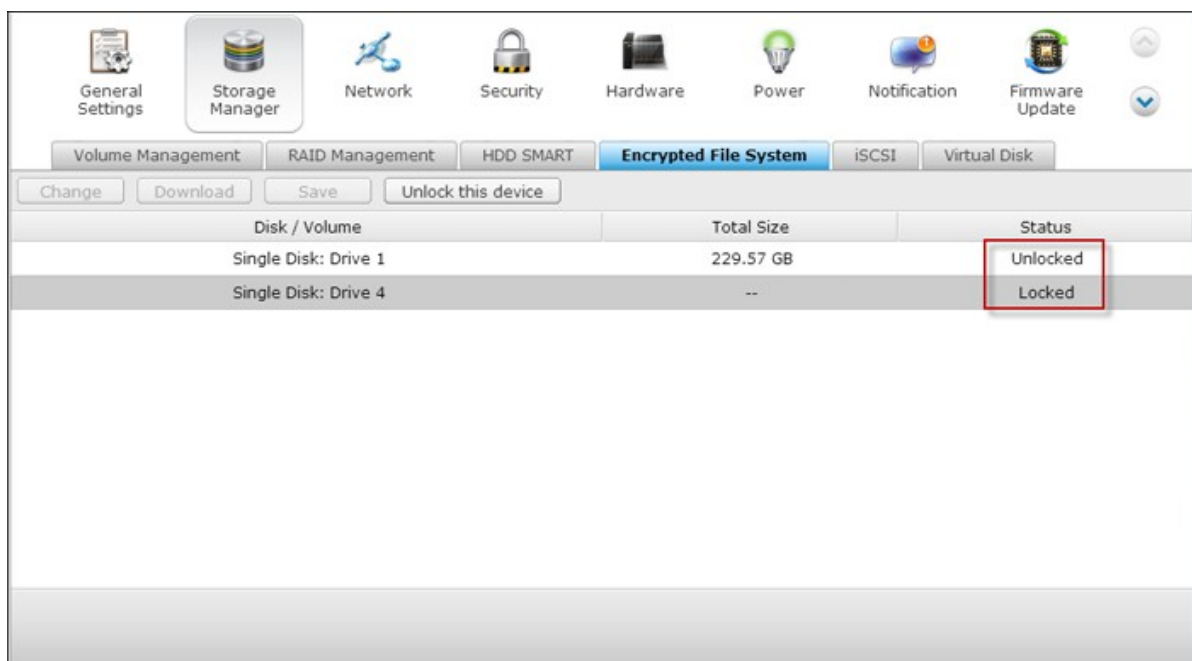 General Settings
Storage Manager
Network
Security
Hardware
Power
Notification
Firmware Update
Volume Management
RAID Management
HDD SMART
Encrypted File System
iSCSI
Virtual Disk
Change
Download
Save
Unlock this device
Disk / Volume
Total Size
Status
Single Disk: Drive 1
229.57 GB
Unlocked
Single Disk: Drive 4
--
Locked